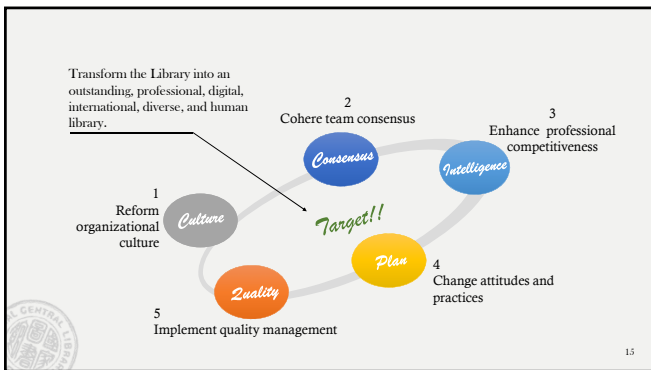 Transform the Library into an
outstanding, professional, digital,
international, diverse, and human
library.
2
Cohere team consensus
3
Enhance professional
competitiveness
Consensus
Intelligence
1
Reform
organizational
culture
Culture
Target!!
Plan
4
Change attitudes and
practices
Quality
5
Implement quality management
CENTRAL
15